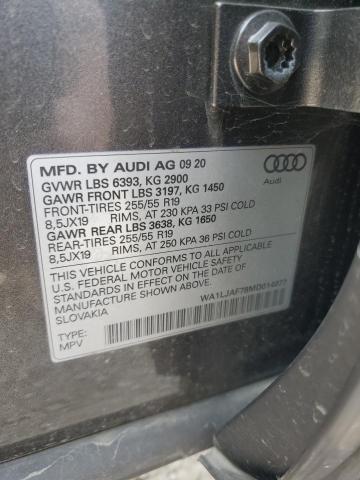 MFD. BY AUDI AG 09 20
GVWR LBS 6393, KG 2900
GAWR FRONT LBS 3197, KG 1450
FRONT-TIRES 255/55 R19
8,5JX19 RIMS, AT 230 KPA 33 PSI COLD
GAWR REAR LBS 3638, KG 1650
REAR-TIRES 255/55 R19
8,5JX19 RIMS, AT 250 KPA 36 PSI COLD
THIS VEHICLE CONFORMS TO ALL APPLICABLE
U.S. FEDERAL MOTOR VEHICLE SAFETY
STANDARDS IN EFFECT ON THE DATE OF
MANUFACTURE SHOWN ABOVE
SLOVAKIA
TYPE:
MPV
Audi